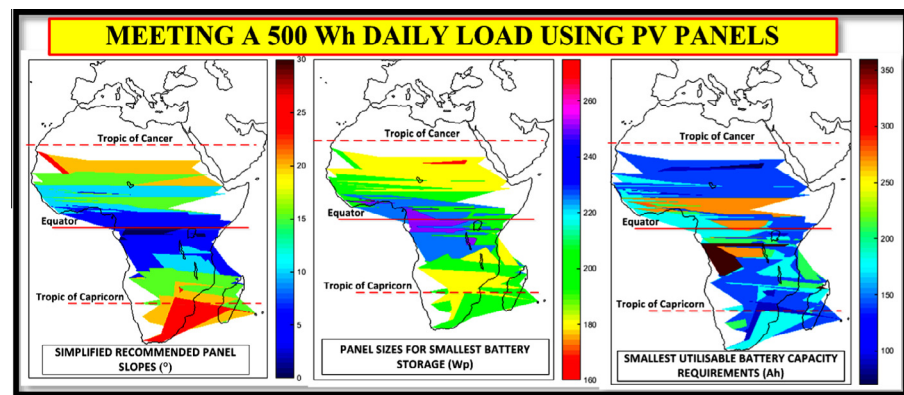 MEETING A 500 Wh DAILY LOAD USING PV PANELS
30
25
20
15
10
5
0
Tropic of Cancer
Equator
Tropic of Capricorn
SIMPLIFIED RECOMMENDED PANEL
SLOPES (°)
260
240
220
200
180
160
Tropic of Cancer
Equator
Tropic of Capricorn
PANEL SIZES FOR SMALLEST BATTERY
STORAGE (Wp)
350
300
250
200
150
100
Tropic of Cancer
Equator
Tropic of Capricorn
SMALLEST UTILISABLE BATTERY CAPACITY
REQUIREMENTS (Ah)